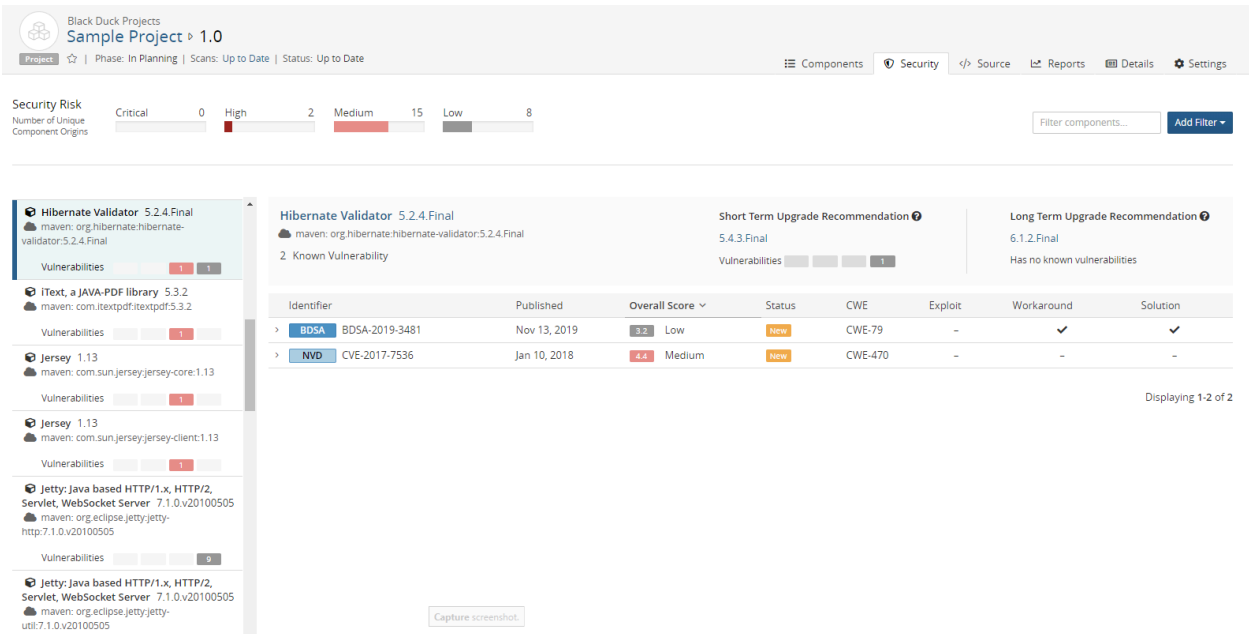 Black Duck Projects
Sample Project ▹ 1.0
Project | Phase: In Planning | Scans: Up to Date | Status: Up to Date
Components Security </> Source Reports Details Settings
Security Risk
Number of Unique
Component Origins
Critical 0 High 2 Medium 15 Low 8
Filter components... Add Filter
Hibernate Validator 5.2.4.Final
maven: org.hibernate:hibernate-
validator:5.2.4.Final
Vulnerabilities 1 1
iText, a JAVA-PDF library 5.3.2
maven: com.itextpdf:itextpdf:5.3.2
Vulnerabilities 1
Jersey 1.13
maven: com.sun.jersey:jersey-core:1.13
Vulnerabilities 1
Jersey 1.13
maven: com.sun.jersey:jersey-client:1.13
Vulnerabilities 1
Jetty: Java based HTTP/1.x, HTTP/2,
Servlet, WebSocket Server 7.1.0.v20100505
maven: org.eclipse.jetty:jetty-
http:7.1.0.v20100505
Vulnerabilities 9
Jetty: Java based HTTP/1.x, HTTP/2,
Servlet, WebSocket Server 7.1.0.v20100505
maven: org.eclipse.jetty:jetty-
util:7.1.0.v20100505
Hibernate Validator 5.2.4.Final
maven: org.hibernate:hibernate-validator:5.2.4.Final
2 Known Vulnerability
Short Term Upgrade Recommendation ?
5.4.3.Final
Vulnerabilities 1
Long Term Upgrade Recommendation ?
6.1.2.Final
Has no known vulnerabilities
Identifier Published Overall Score Status CWE Exploit Workaround Solution
> BDSA BDSA-2019-3481 Nov 13, 2019 3.2 Low New CWE-79 – ✔ ✔
> NVD CVE-2017-7536 Jan 10, 2018 4.4 Medium New CWE-470 – – –
Displaying 1-2 of 2
Capture screenshot.